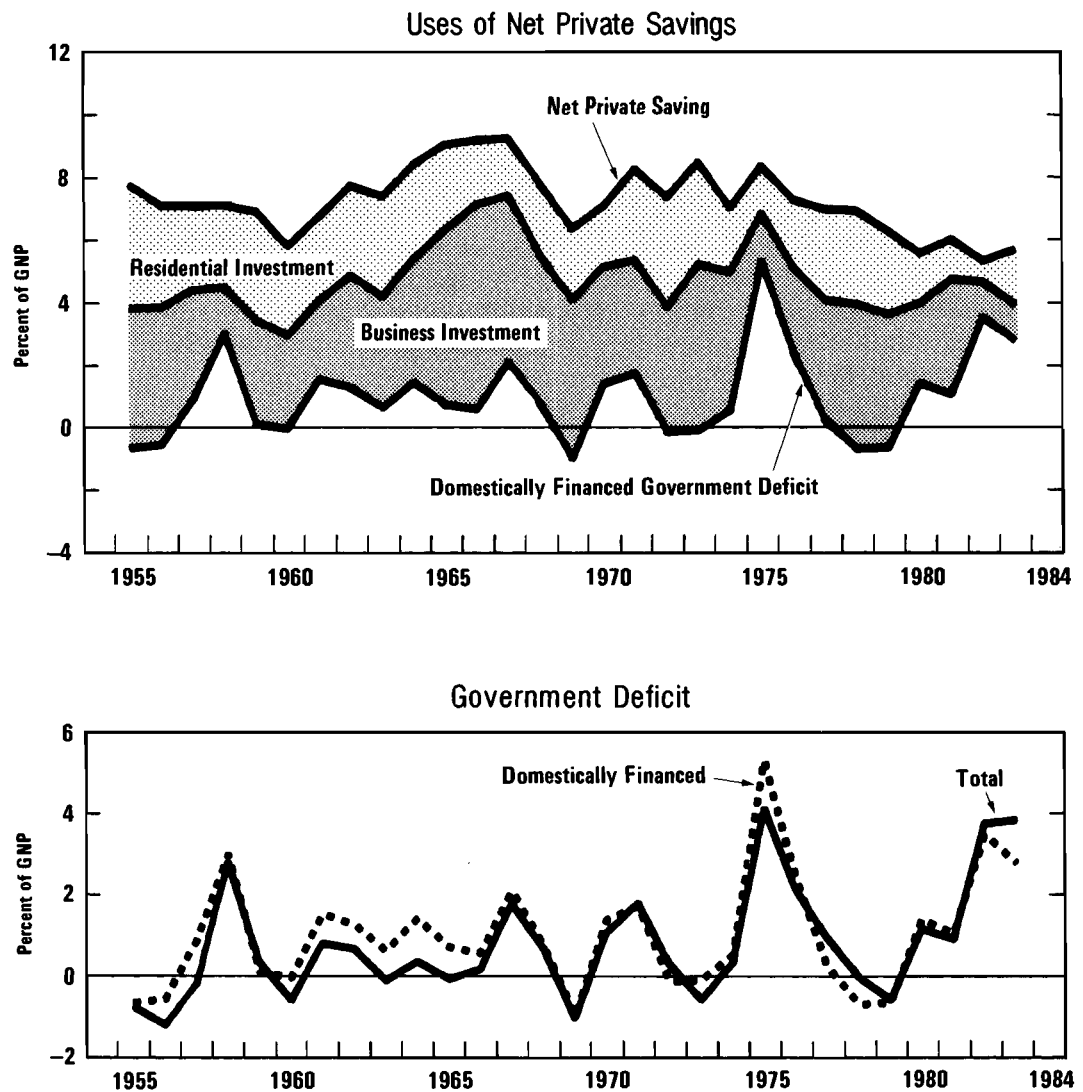 Uses of Net Private Savings
12
Net Private Saving
8
Residential Investment
Percent of GNP
4
Business Investment
0
Domestically Financed Government Deficit
–4
1955 1960 1965 1970 1975 1980 1984
Government Deficit
6
Domestically Financed
Total
4
Percent of GNP
2
0
–2
1955 1960 1965 1970 1975 1980 1984